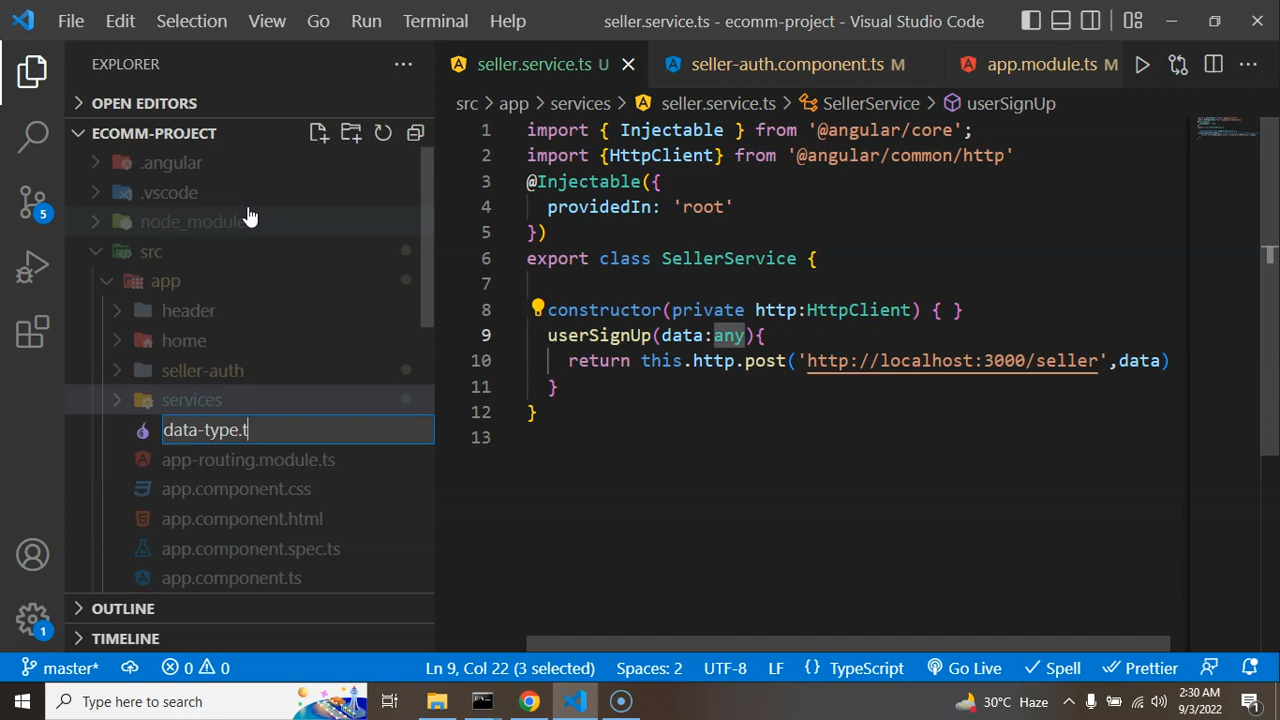 File Edit Selection View Go Run Terminal Help seller.service.ts - ecomm-project - Visual Studio Code
EXPLORER
seller.service.ts U seller-auth.component.ts M app.module.ts M
OPEN EDITORS
src app services seller.service.ts SellerService userSignUp
ECOMM-PROJECT
.angular
.vscode
node_module
src
app
header
home
seller-auth
services
data-type.t
app-routing.module.ts
app.component.css
app.component.html
app.component.spec.ts
app.component.ts
OUTLINE
TIMELINE
5
1
1 import { Injectable } from '@angular/core';
2 import {HttpClient} from '@angular/common/http'
3 @Injectable({
4 providedIn: 'root'
5 })
6 export class SellerService {
7
8 constructor(private http:HttpClient) { }
9 userSignUp(data:any){
10 return this.http.post('http://localhost:3000/seller',data)
11 }
12 }
13
master* 0 0 Ln 9, Col 22 (3 selected) Spaces: 2 UTF-8 LF {} TypeScript Go Live Spell Prettier
Type here to search 30°C Haze 2:30 AM
9/3/2022 1